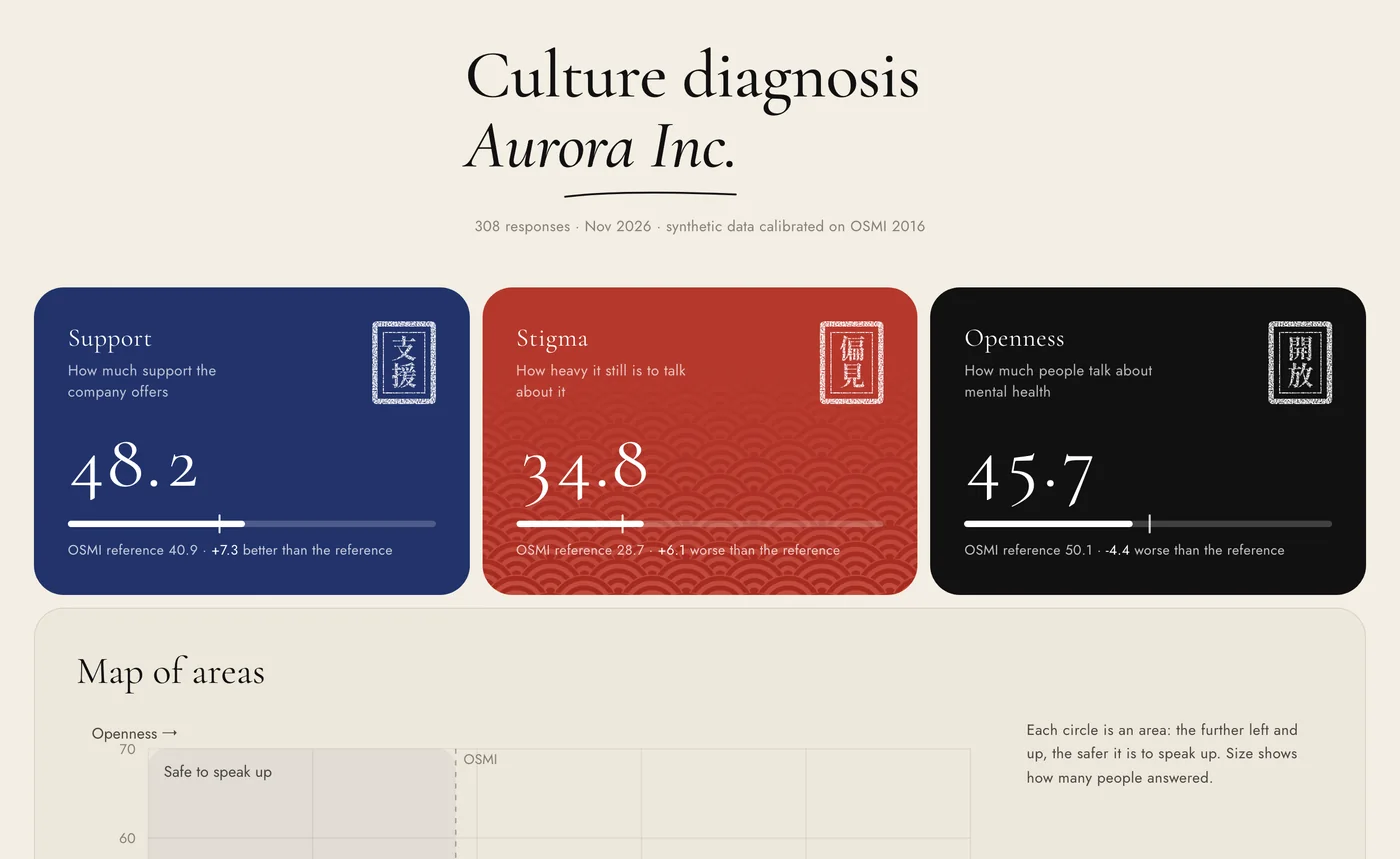 Culture diagnosis
Aurora Inc.
308 responses · Nov 2026 · synthetic data calibrated on OSMI 2016
Support
How much support the
company offers
支援
48.2
OSMI reference 40.9 · +7.3 better than the reference
Stigma
How heavy it still is to talk
about it
偏見
34.8
OSMI reference 28.7 · +6.1 worse than the reference
Openness
How much people talk about
mental health
開放
45.7
OSMI reference 50.1 · -4.4 worse than the reference
Map of areas
Openness →
70
Safe to speak up
OSMI
60
Each circle is an area: the further left and
up, the safer it is to speak up. Size shows
how many people answered.